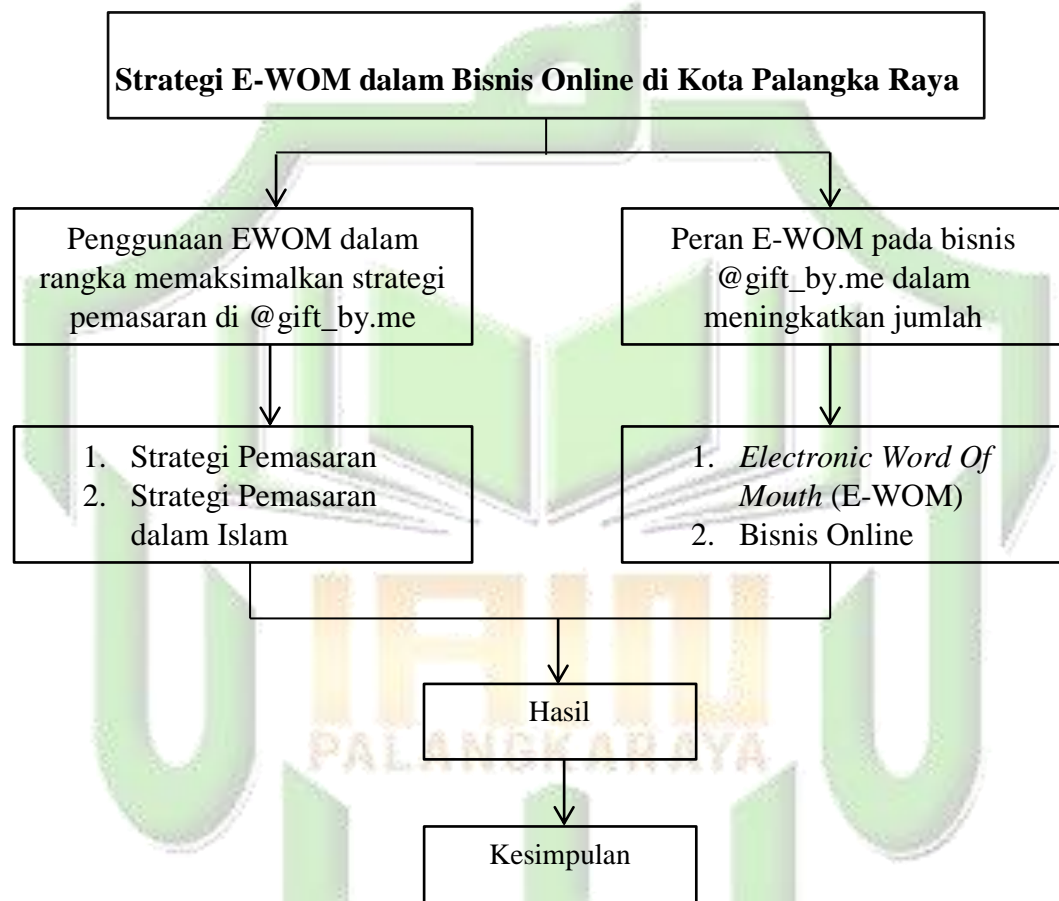 Strategi E-WOM dalam Bisnis Online di Kota Palangka Raya
Penggunaan EWOM dalam
rangka memaksimalkan strategi
pemasaran di @gift_by.me
Peran E-WOM pada bisnis
@gift_by.me dalam
meningkatkan jumlah
1. Strategi Pemasaran
2. Strategi Pemasaran
dalam Islam
1. Electronic Word Of
Mouth (E-WOM)
2. Bisnis Online
IAIN
PALANGKARAYA
Hasil
Kesimpulan